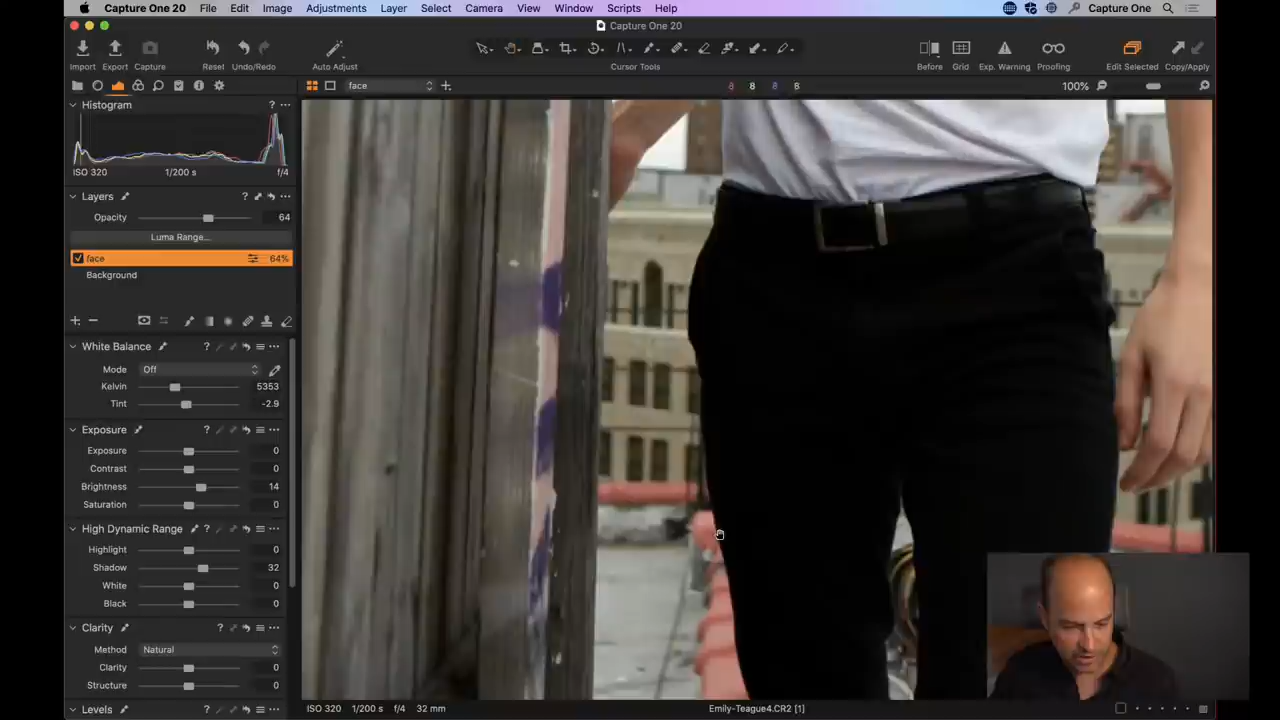 Capture One 20 File Edit Image Adjustments Layer Select Camera View Window Scripts Help Capture One
Capture One 20
Import Export Capture Reset Undo/Redo Auto Adjust Cursor Tools Before Grid Exp. Warning Proofing Edit Selected Copy/Apply
face 8 8 8 8 100%
Histogram ? ...
ISO 320 1/200 s f/4
Layers ? ...
Opacity 64
Luma Range...
face 64%
Background
White Balance ? ...
Mode Off
Kelvin 5353
Tint -2.9
Exposure ? ...
Exposure 0
Contrast 0
Brightness 14
Saturation 0
High Dynamic Range ? ...
Highlight 0
Shadow 32
White 0
Black 0
Clarity ? ...
Method Natural
Clarity 0
Structure 0
Levels ? ...
ISO 320 1/200 s f/4 32 mm Emily-Teague4.CR2 [1]